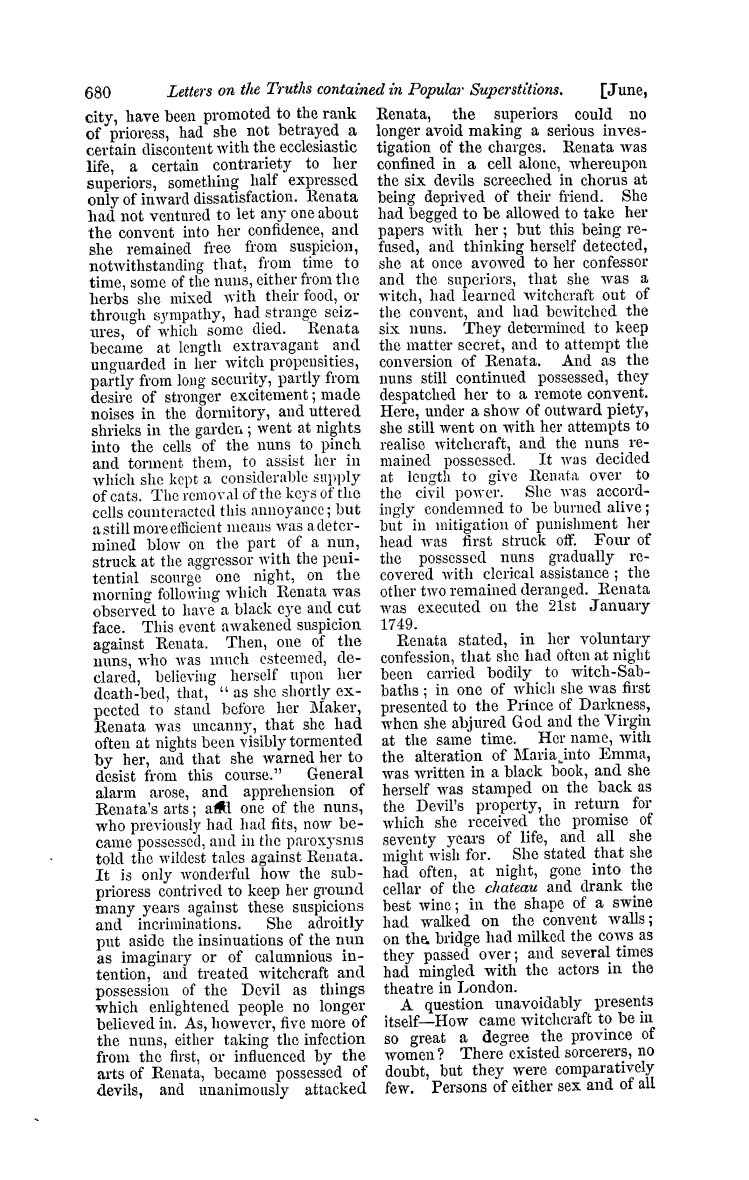 680 Letters on the Truths contained in Popular Superstitions. [June,
city, have been promoted to the rank
of prioress, had she not betrayed a
certain discontent with the ecclesiastic
life, a certain contrariety to her
superiors, something half expressed
only of inward dissatisfaction. Renata
had not ventured to let any one about
the convent into her confidence, and
she remained free from suspicion,
notwithstanding that, from time to
time, some of the nuns, either from the
herbs she mixed with their food, or
through sympathy, had strange seiz-
ures, of which some died. Renata
became at length extravagant and
unguarded in her witch propensities,
partly from long security, partly from
desire of stronger excitement; made
noises in the dormitory, and uttered
shrieks in the garden; went at nights
into the cells of the nuns to pinch
and torment them, to assist her in
which she kept a considerable supply
of cats. The removal of the keys of the
cells counteracted this annoyance; but
a still more efficient means was a deter-
mined blow on the part of a nun,
struck at the aggressor with the peni-
tential scourge one night, on the
morning following which Renata was
observed to have a black eye and cut
face. This event awakened suspicion
against Renata. Then, one of the
nuns, who was much esteemed, de-
clared, believing herself upon her
death-bed, that, "as she shortly ex-
pected to stand before her Maker,
Renata was uncanny, that she had
often at nights been visibly tormented
by her, and that she warned her to
desist from this course." General
alarm arose, and apprehension of
Renata's arts; and one of the nuns,
who previously had had fits, now be-
came possessed, and in the paroxysms
told the wildest tales against Renata.
It is only wonderful how the sub-
prioress contrived to keep her ground
many years against these suspicions
and incriminations. She adroitly
put aside the insinuations of the nun
as imaginary or of calumnious in-
tention, and treated witchcraft and
possession of the Devil as things
which enlightened people no longer
believed in. As, however, five more of
the nuns, either taking the infection
from the first, or influenced by the
arts of Renata, became possessed of
devils, and unanimously attacked
Renata, the superiors could no
longer avoid making a serious inves-
tigation of the charges. Renata was
confined in a cell alone, whereupon
the six devils screeched in chorus at
being deprived of their friend. She
had begged to be allowed to take her
papers with her; but this being re-
fused, and thinking herself detected,
she at once avowed to her confessor
and the superiors, that she was a
witch, had learned witchcraft out of
the convent, and had bewitched the
six nuns. They determined to keep
the matter secret, and to attempt the
conversion of Renata. And as the
nuns still continued possessed, they
despatched her to a remote convent.
Here, under a show of outward piety,
she still went on with her attempts to
realise witchcraft, and the nuns re-
mained possessed. It was decided
at length to give Renata over to
the civil power. She was accord-
ingly condemned to be burned alive;
but in mitigation of punishment her
head was first struck off. Four of
the possessed nuns gradually re-
covered with clerical assistance; the
other two remained deranged. Renata
was executed on the 21st January
1749.
Renata stated, in her voluntary
confession, that she had often at night
been carried bodily to witch-Sab-
baths; in one of which she was first
presented to the Prince of Darkness,
when she abjured God and the Virgin
at the same time. Her name, with
the alteration of Maria into Emma,
was written in a black book, and she
herself was stamped on the back as
the Devil's property, in return for
which she received the promise of
seventy years of life, and all she
might wish for. She stated that she
had often, at night, gone into the
cellar of the chateau and drank the
best wine; in the shape of a swine
had walked on the convent walls;
on the bridge had milked the cows as
they passed over; and several times
had mingled with the actors in the
theatre in London.
A question unavoidably presents
itself—How came witchcraft to be in
so great a degree the province of
women? There existed sorcerers, no
doubt, but they were comparatively
few. Persons of either sex and of all